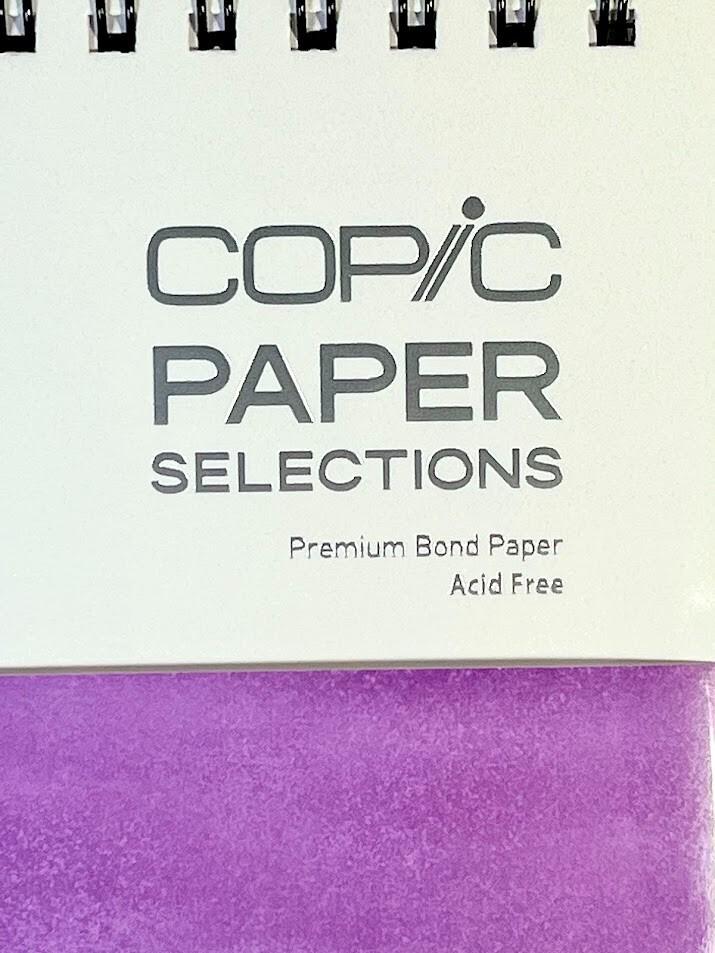 COPiC
PAPER
SELECTIONS
Premium Bond Paper
Acid Free